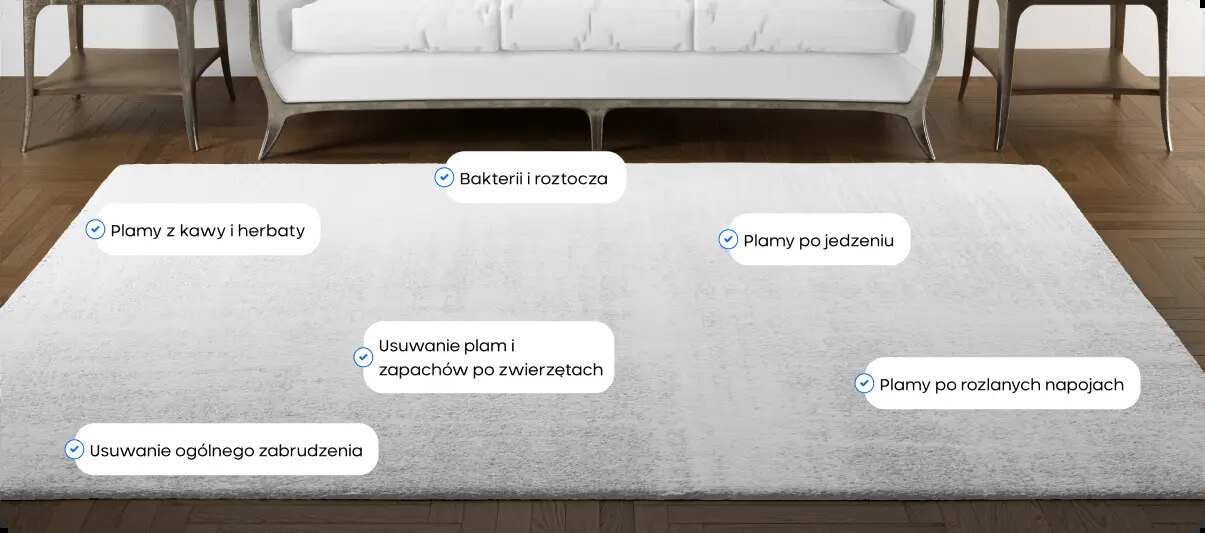 Bakterii i roztocza
Plamy z kawy i herbaty
Plamy po jedzeniu
Usuwanie plam i
zapachów po zwierzętach
Plamy po rozlanych napojach
Usuwanie ogólnego zabrudzenia